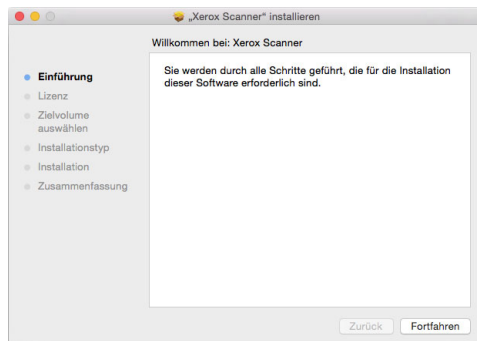 „Xerox Scanner“ installieren
Willkommen bei: Xerox Scanner
Einführung
Lizenz
Zielvolume
auswählen
Installationstyp
Installation
Zusammenfassung
Sie werden durch alle Schritte geführt, die für die Installation
dieser Software erforderlich sind.
Zurück
Fortfahren